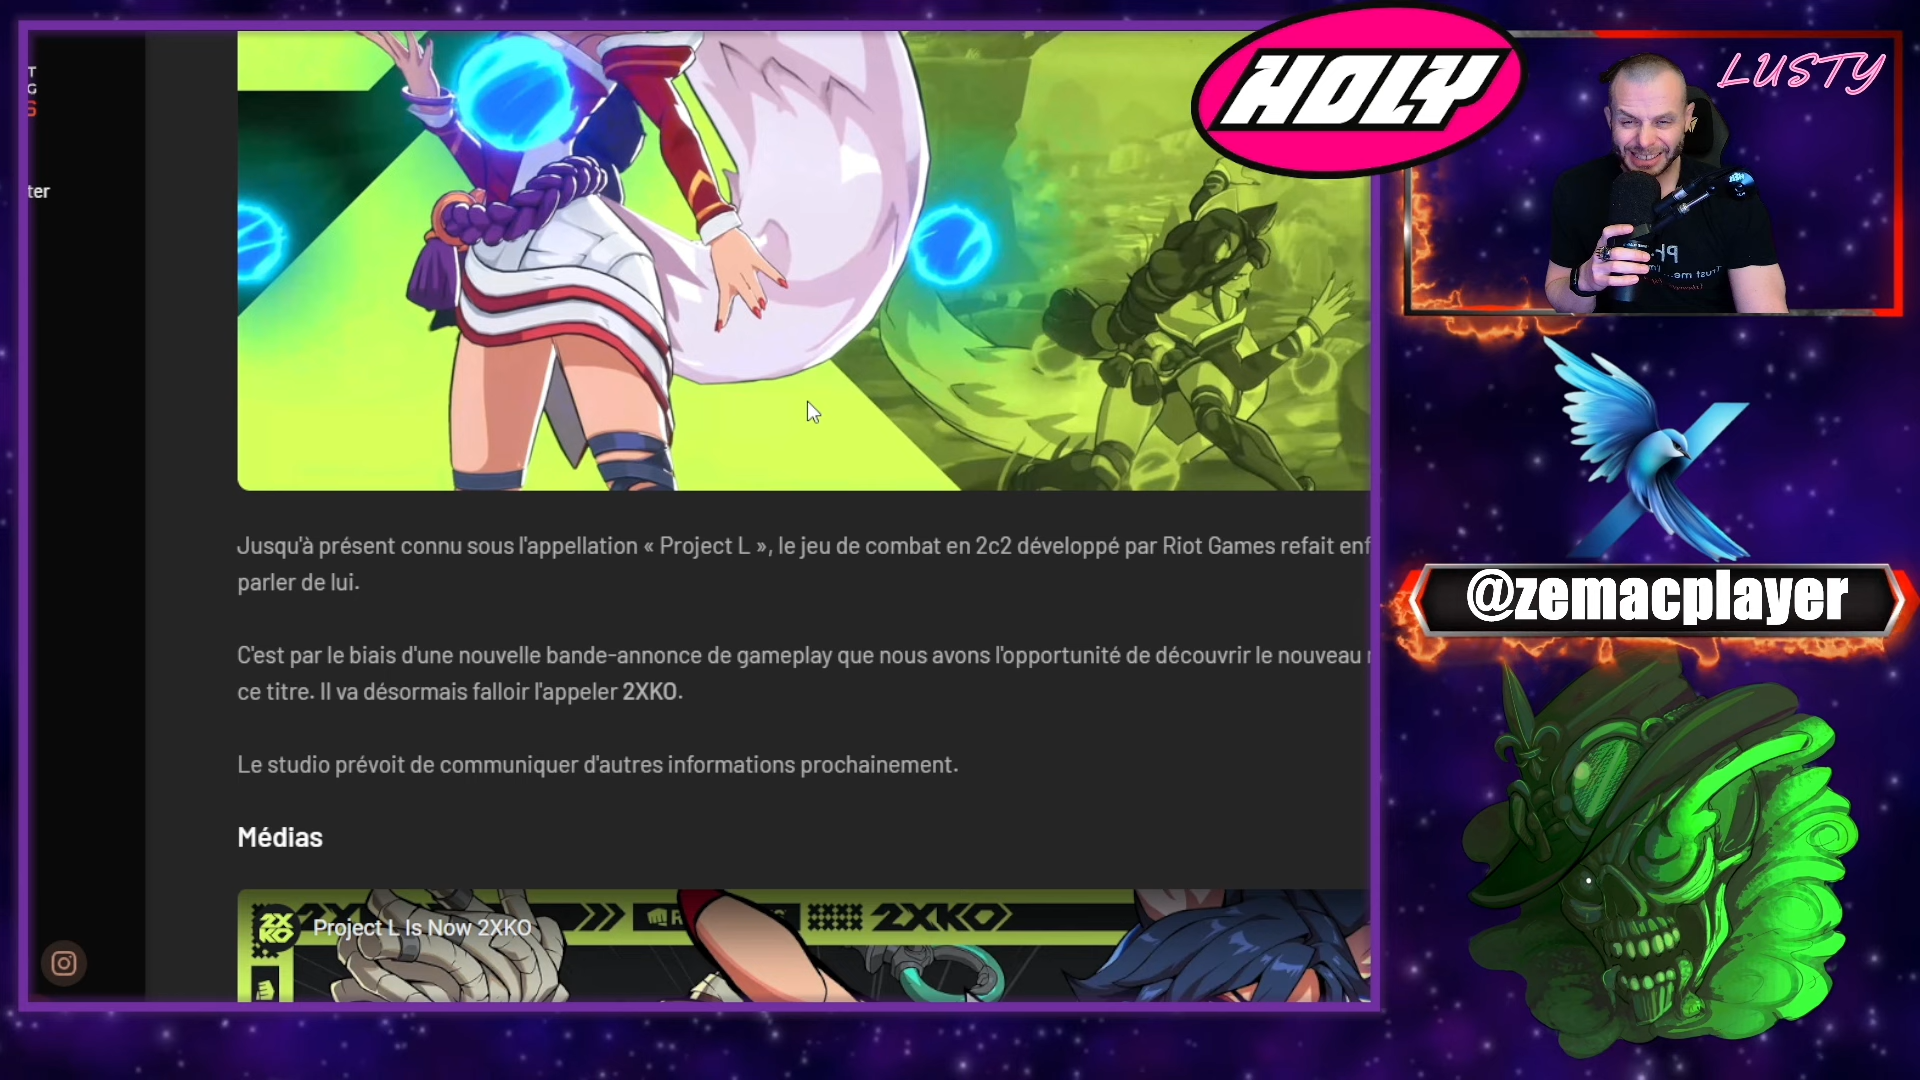 T
G
S
ter
HOLY
LUSTY
Jusqu'à présent connu sous l'appellation « Project L », le jeu de combat en 2c2 développé par Riot Games refait enf
parler de lui.
C'est par le biais d'une nouvelle bande-annonce de gameplay que nous avons l'opportunité de découvrir le nouveau
ce titre. Il va désormais falloir l'appeler 2XKO.
Le studio prévoit de communiquer d'autres informations prochainement.
Médias
2XKO
Project L Is Now 2XKO
2XKO
@zemacplayer